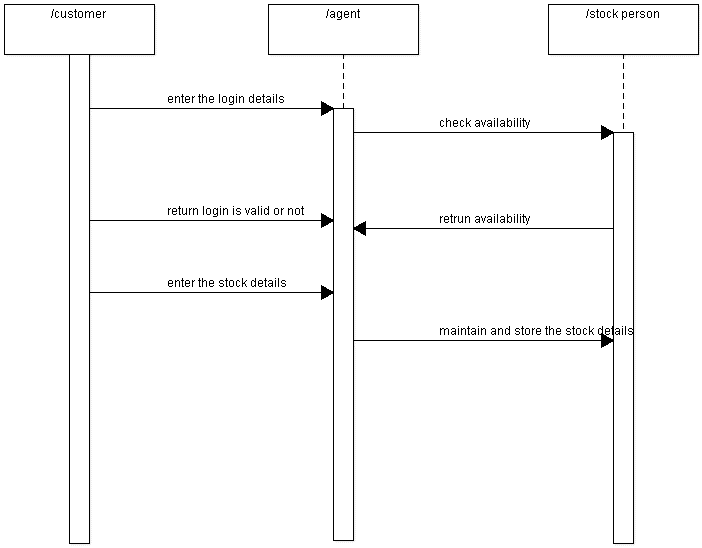 /customer
/agent
/stock person
enter the login details
check availability
return login is valid or not
retrun availability
enter the stock details
maintain and store the stock details